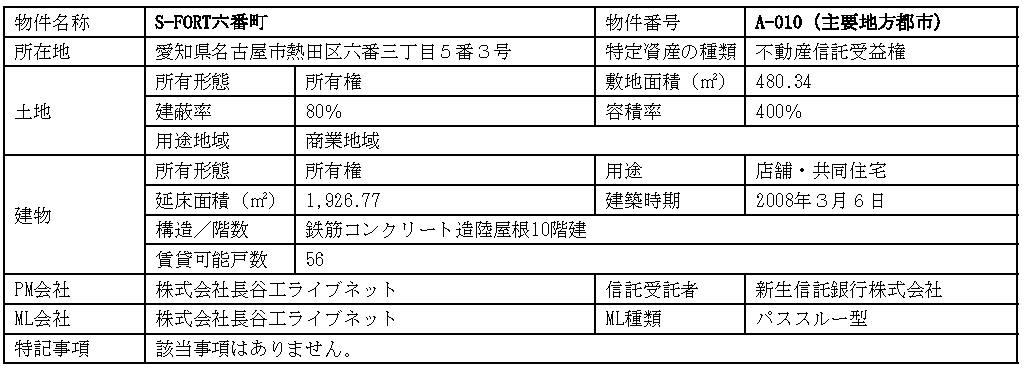 物件名称 S-FORT六番町 物件番号 A-010 (主要地方都市)
所在地 愛知県名古屋市熱田区六番三丁目５番３号 特定資産の種類 不動産信託受益権
土地 所有形態 所有権 敷地面積（㎡） 480.34
建蔽率 80% 容積率 400%
用途地域 商業地域
建物 所有形態 所有権 用途 店舗・共同住宅
延床面積（㎡） 1,926.77 建築時期 2008年３月６日
構造／階数 鉄筋コンクリート造陸屋根10階建
賃貸可能戸数 56
PM会社 株式会社長谷工ライブネット 信託受託者 新生信託銀行株式会社
ML会社 株式会社長谷工ライブネット ML種類 パススルー型
特記事項 該当事項はありません。